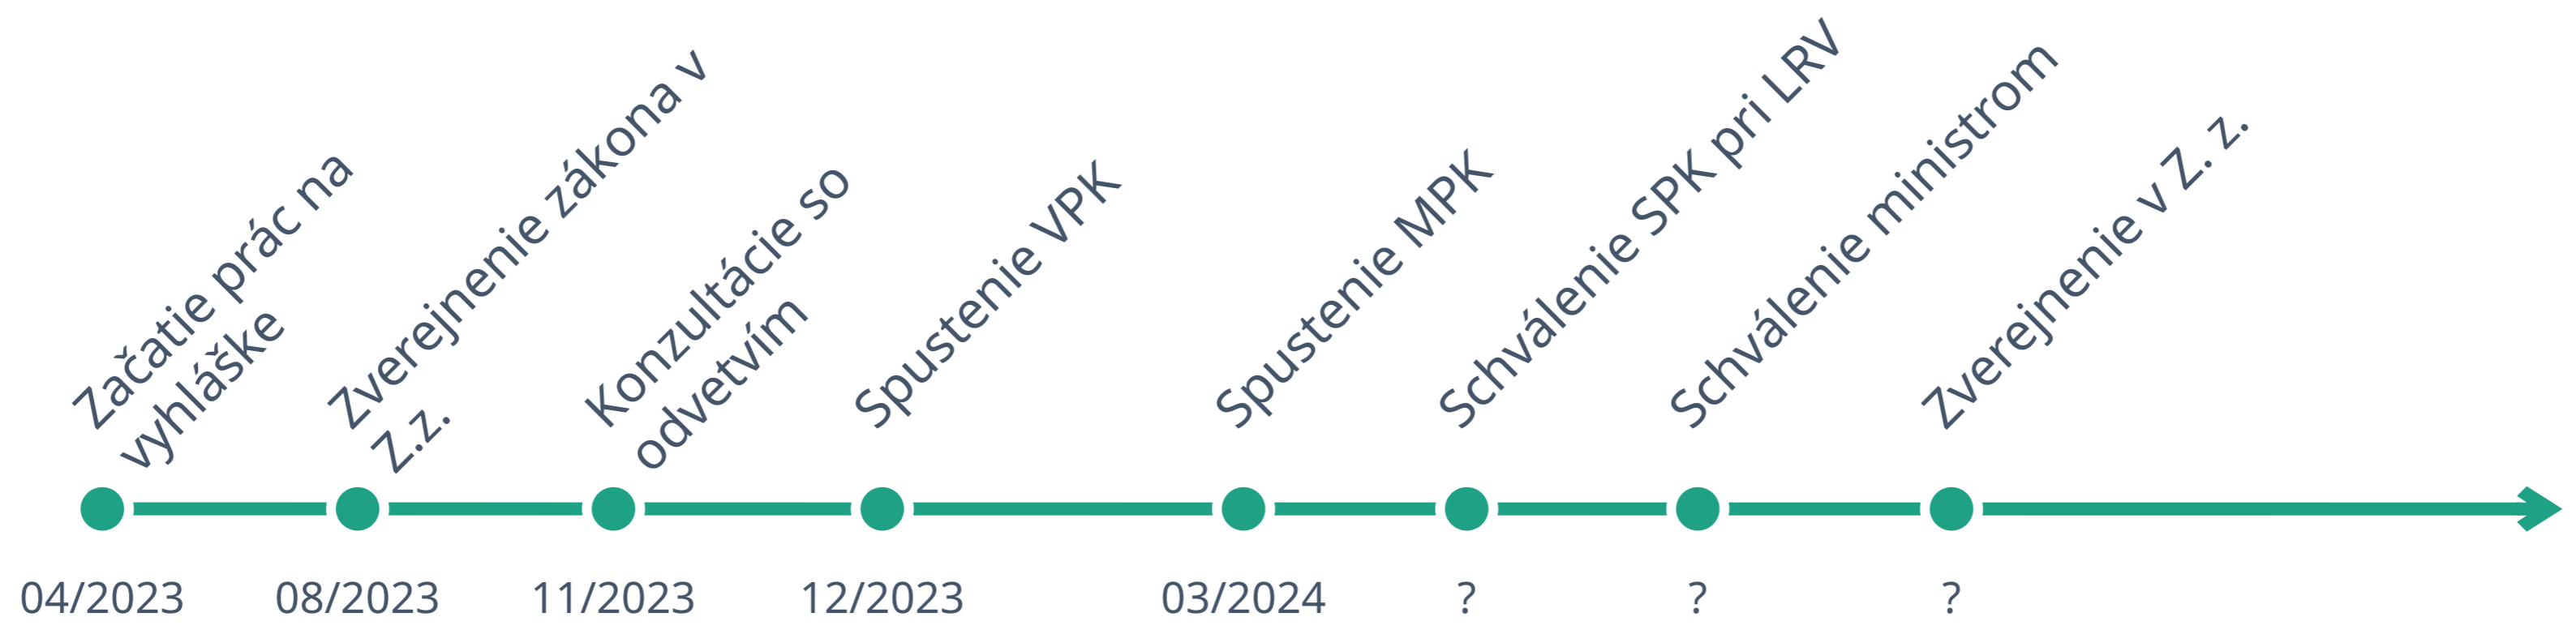 Začatie prác na
vyhláške
Zverejnenie zákona v
Z.z.
Konzultácie so
odvetvím
Spustenie VPK
Spustenie MPK
Schválenie SPK pri LRV
Schválenie ministrom
Zverejnenie v Z. z.
04/2023
08/2023
11/2023
12/2023
03/2024
?
?
?